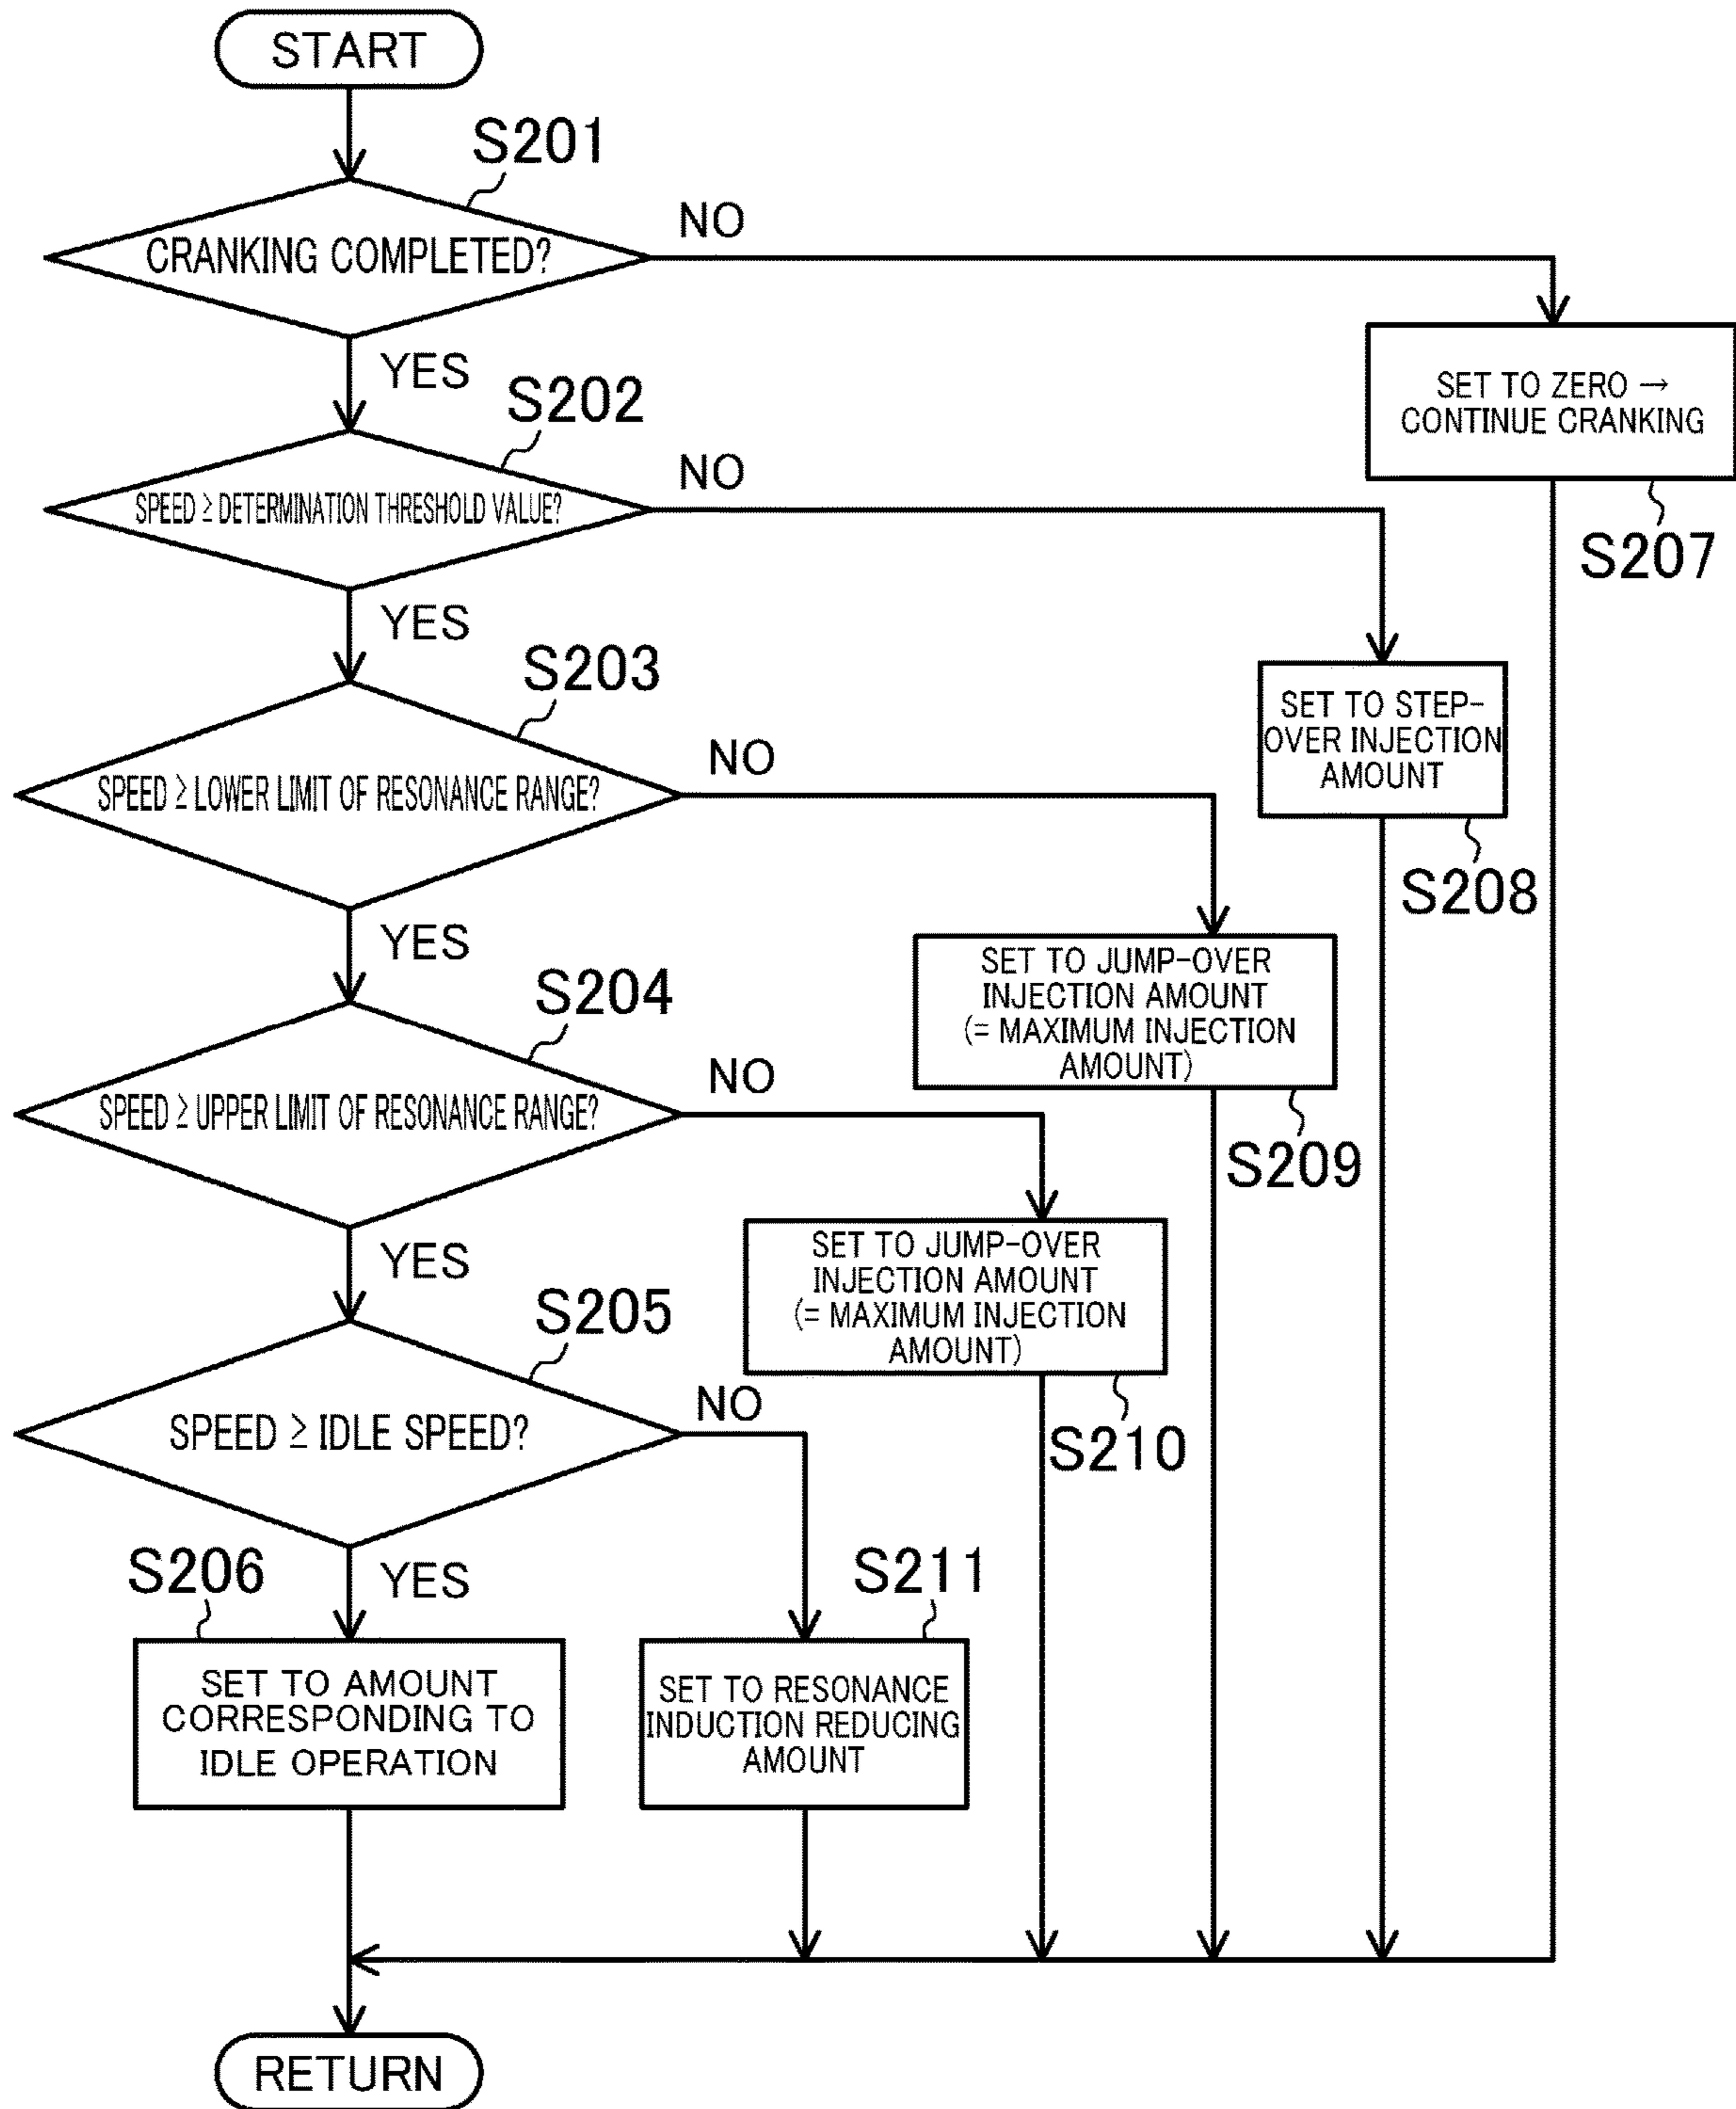 START
S201
CRANKING COMPLETED?
NO
YES
SET TO ZERO →
CONTINUE CRANKING
S207
S202
SPEED ≥ DETERMINATION THRESHOLD VALUE?
NO
YES
SET TO STEP-
OVER INJECTION
AMOUNT
S208
S203
SPEED ≥ LOWER LIMIT OF RESONANCE RANGE?
NO
YES
SET TO JUMP-OVER
INJECTION AMOUNT
(= MAXIMUM INJECTION
AMOUNT)
S209
S204
SPEED ≥ UPPER LIMIT OF RESONANCE RANGE?
NO
YES
SET TO JUMP-OVER
INJECTION AMOUNT
(= MAXIMUM INJECTION
AMOUNT)
S210
S205
SPEED ≥ IDLE SPEED?
NO
YES
S206
SET TO AMOUNT
CORRESPONDING TO
IDLE OPERATION
S211
SET TO RESONANCE
INDUCTION REDUCING
AMOUNT
RETURN